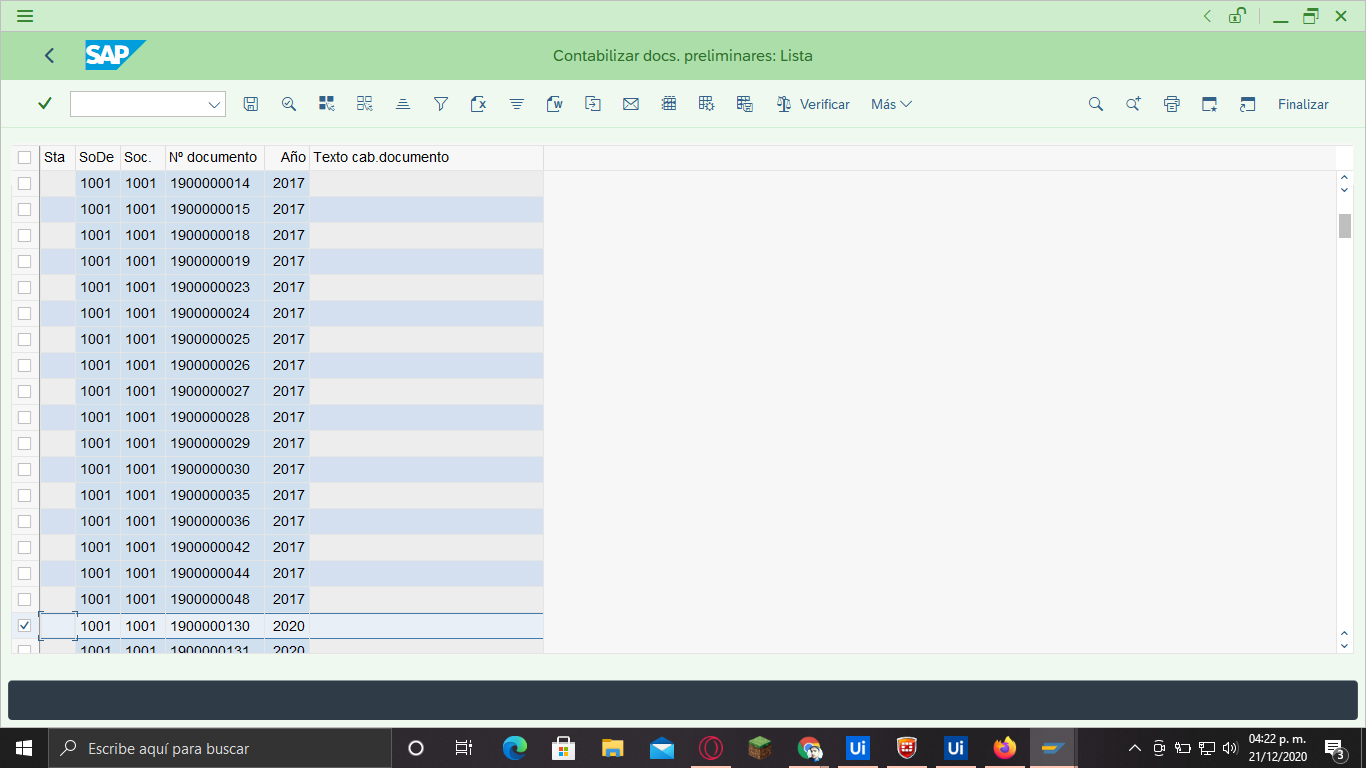 SAP
Contabilizar docs. preliminares: Lista
Verificar Más Finalizar
Sta SoDe Soc. Nº documento Año Texto cab.documento
1001 1001 1900000014 2017
1001 1001 1900000015 2017
1001 1001 1900000018 2017
1001 1001 1900000019 2017
1001 1001 1900000023 2017
1001 1001 1900000024 2017
1001 1001 1900000025 2017
1001 1001 1900000026 2017
1001 1001 1900000027 2017
1001 1001 1900000028 2017
1001 1001 1900000029 2017
1001 1001 1900000030 2017
1001 1001 1900000035 2017
1001 1001 1900000036 2017
1001 1001 1900000042 2017
1001 1001 1900000044 2017
1001 1001 1900000048 2017
1001 1001 1900000130 2020
1001 1001 1900000131 2020
Escribe aquí para buscar
Ui
Ui
04:22 p. m.
21/12/2020
3